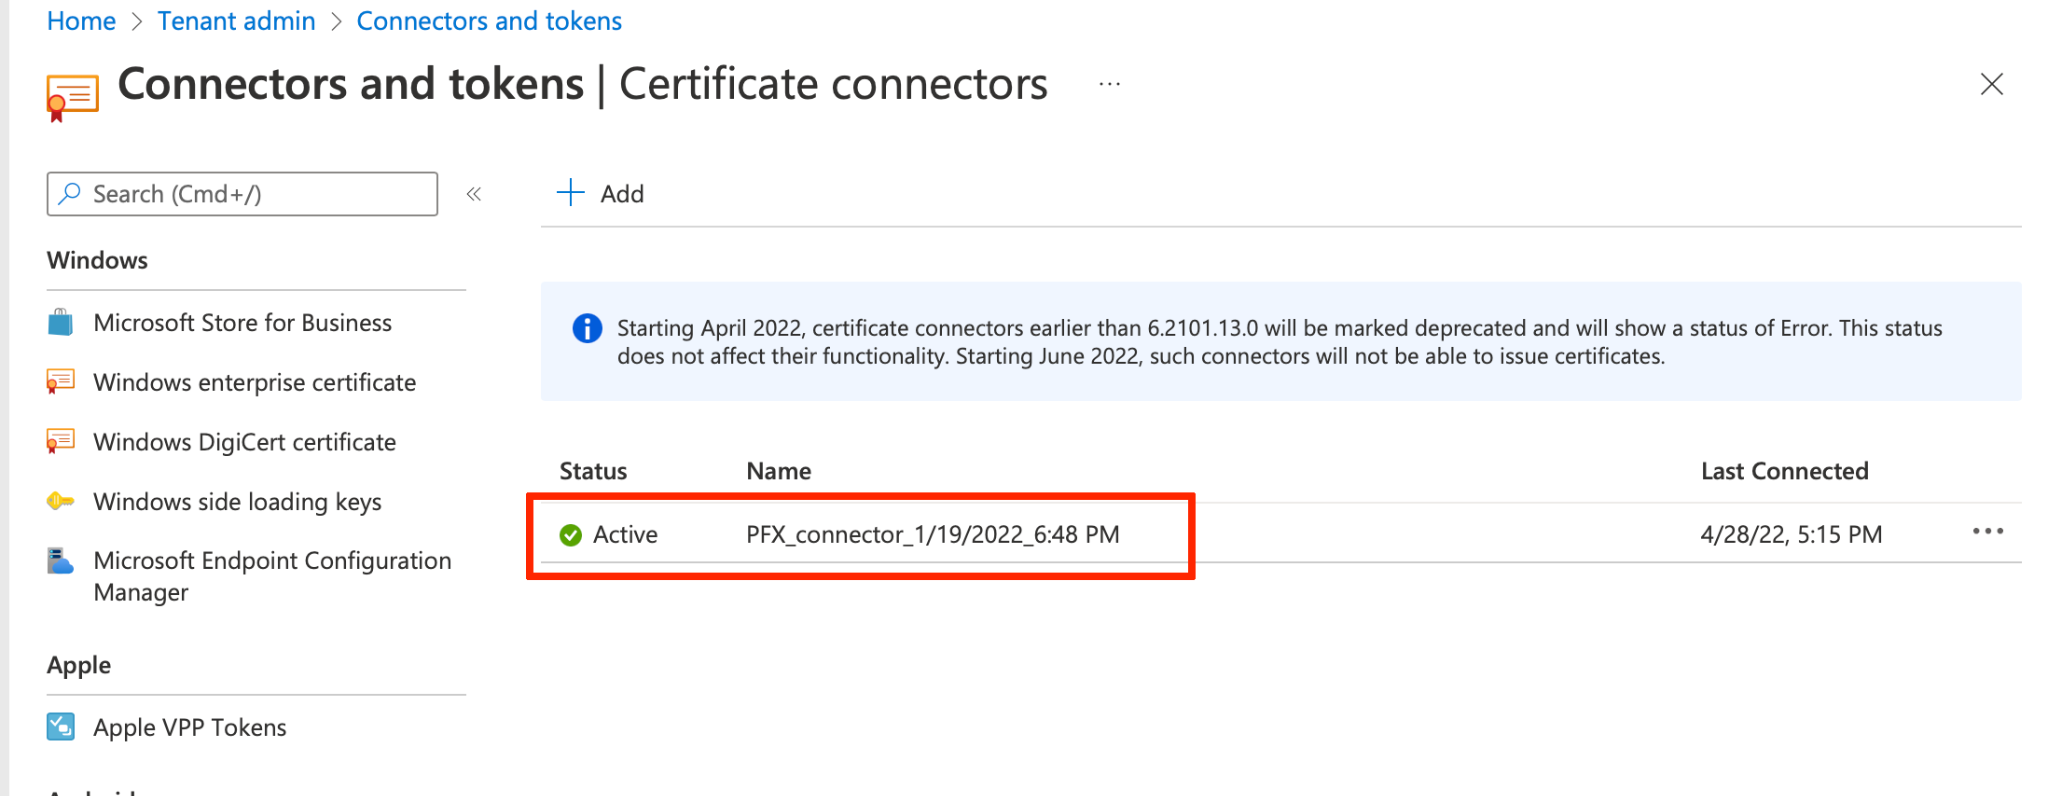 Home > Tenant admin > Connectors and tokens
Connectors and tokens | Certificate connectors ...
Search (Cmd+/) «
Add
Windows
Microsoft Store for Business
Windows enterprise certificate
Windows DigiCert certificate
Windows side loading keys
Microsoft Endpoint Configuration
Manager
Apple
Apple VPP Tokens
Starting April 2022, certificate connectors earlier than 6.2101.13.0 will be marked deprecated and will show a status of Error. This status
does not affect their functionality. Starting June 2022, such connectors will not be able to issue certificates.
Status Name Last Connected
Active PFX_connector_1/19/2022_6:48 PM 4/28/22, 5:15 PM ...